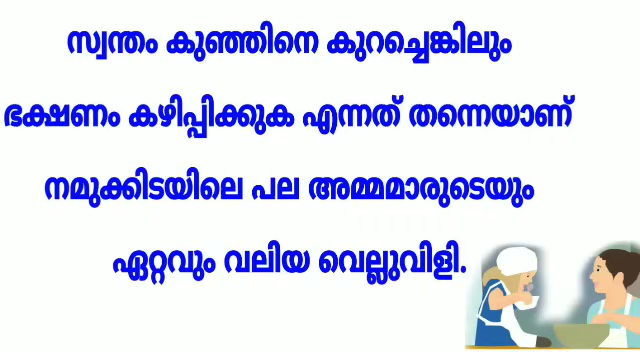 സ്വന്തം കുഞ്ഞിനെ കുറച്ചെങ്കിലും
ഭക്ഷണം കഴിപ്പിക്കുക എന്നത് തന്നെയാണ്
നമുക്കിടയിലെ പല അമ്മമാരുടെയും
ഏറ്റവും വലിയ വെല്ലുവിളി.